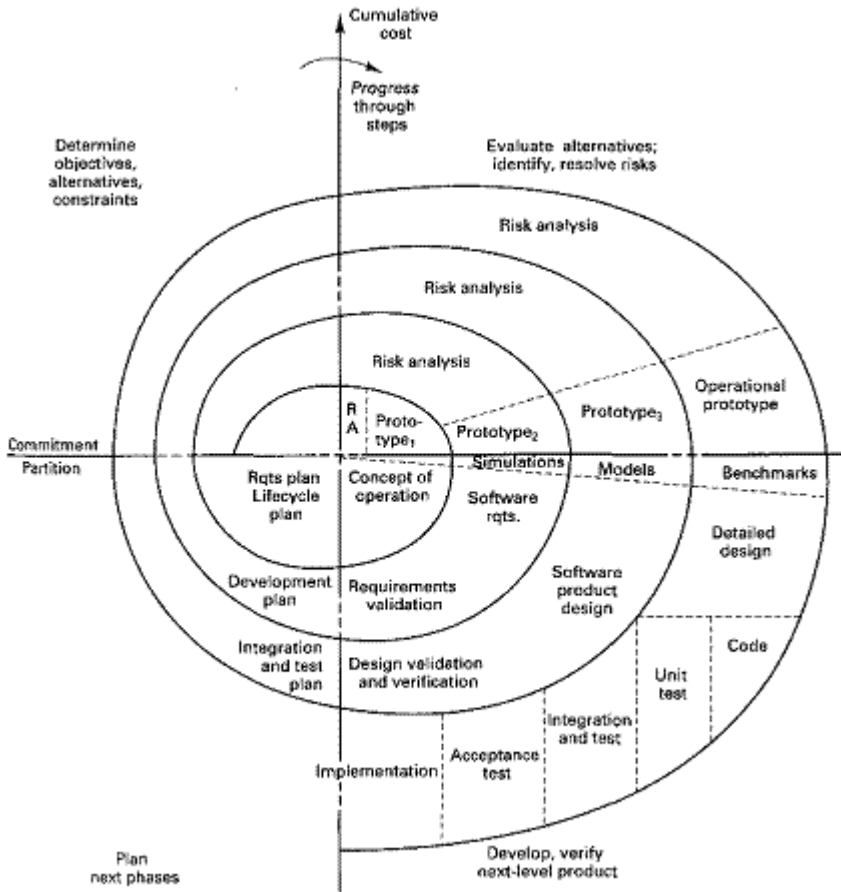 Cumulative
cost
Progress
through
steps
Determine
objectives,
alternatives,
constraints
Evaluate alternatives;
identify, resolve risks
Risk analysis
Risk analysis
Risk analysis
R
A
Proto-
type₁
Prototype₂
Prototype₃
Operational
prototype
Commitment
Partition
Simulations
Models
Benchmarks
Rqts plan
Lifecycle
plan
Concept of
operation
Software
rqts.
Detailed
design
Development
plan
Requirements
validation
Software
product
design
Integration
and test
plan
Design validation
and verification
Code
Unit
test
Integration
and test
Acceptance
test
Implementation
Plan
next phases
Develop, verify
next-level product